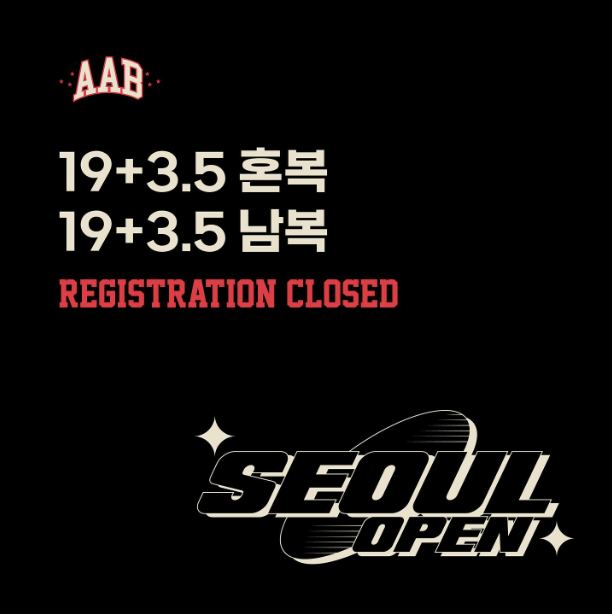 AAB
19+3.5 혼복
19+3.5 남복
REGISTRATION CLOSED
SEOUL
OPEN